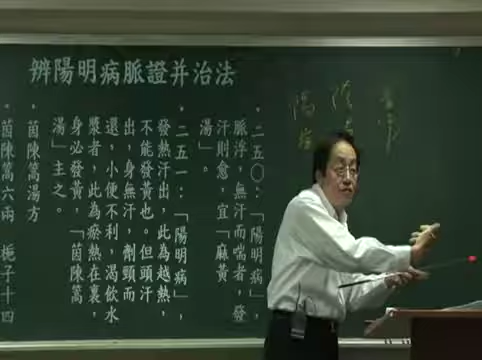 辨陽明病脈證并治法
• 二五〇：「陽明病」，
脈浮，無汗而喘者，發
汗則愈，宜「麻黃
湯」。
• 二五一：「陽明病」，
發熱汗出，此為越熱，
不能發黃也。但頭汗
出，身無汗，劑頸而
還，小便不利，渴飲水
漿者，此為瘀熱在裏，
身必發黃，「茵陳蒿
湯」主之。
• 茵陳蒿湯方
• 茵陳蒿六兩 梔子十四